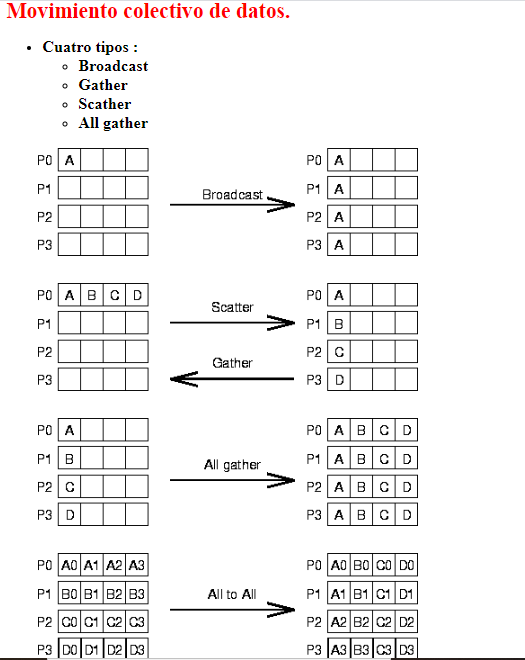 Movimiento colectivo de datos.
Cuatro tipos :
Broadcast
Gather
Scather
All gather
P0 A P0 A
Broadcast
P1 P1 A
P2 P2 A
P3 P3 A
P0 A B C D P0 A
Scatter
P1 P1 B
P2 P2 C
Gather
P3 P3 D
P0 A P0 A B C D
P1 B All gather P1 A B C D
P2 C P2 A B C D
P3 D P3 A B C D
P0 A0 A1 A2 A3 P0 A0 B0 C0 D0
P1 B0 B1 B2 B3 All to All P1 A1 B1 C1 D1
P2 C0 C1 C2 C3 P2 A2 B2 C2 D2
P3 D0 D1 D2 D3 P3 A3 B3 C3 D3